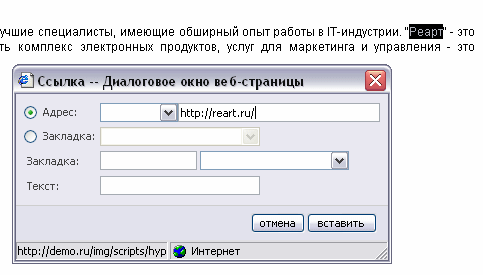 учшие специалисты, имеющие обширный опыт работы в IT-индустрии. "Реарт" - это
ть комплекс электронных продуктов, услуг для маркетинга и управления - это
Ссылка -- Диалоговое окно веб-страницы
Адрес: http://reart.ru/
Закладка:
Закладка:
Текст:
отмена вставить
http://demo.ru/img/scripts/hyp Интернет